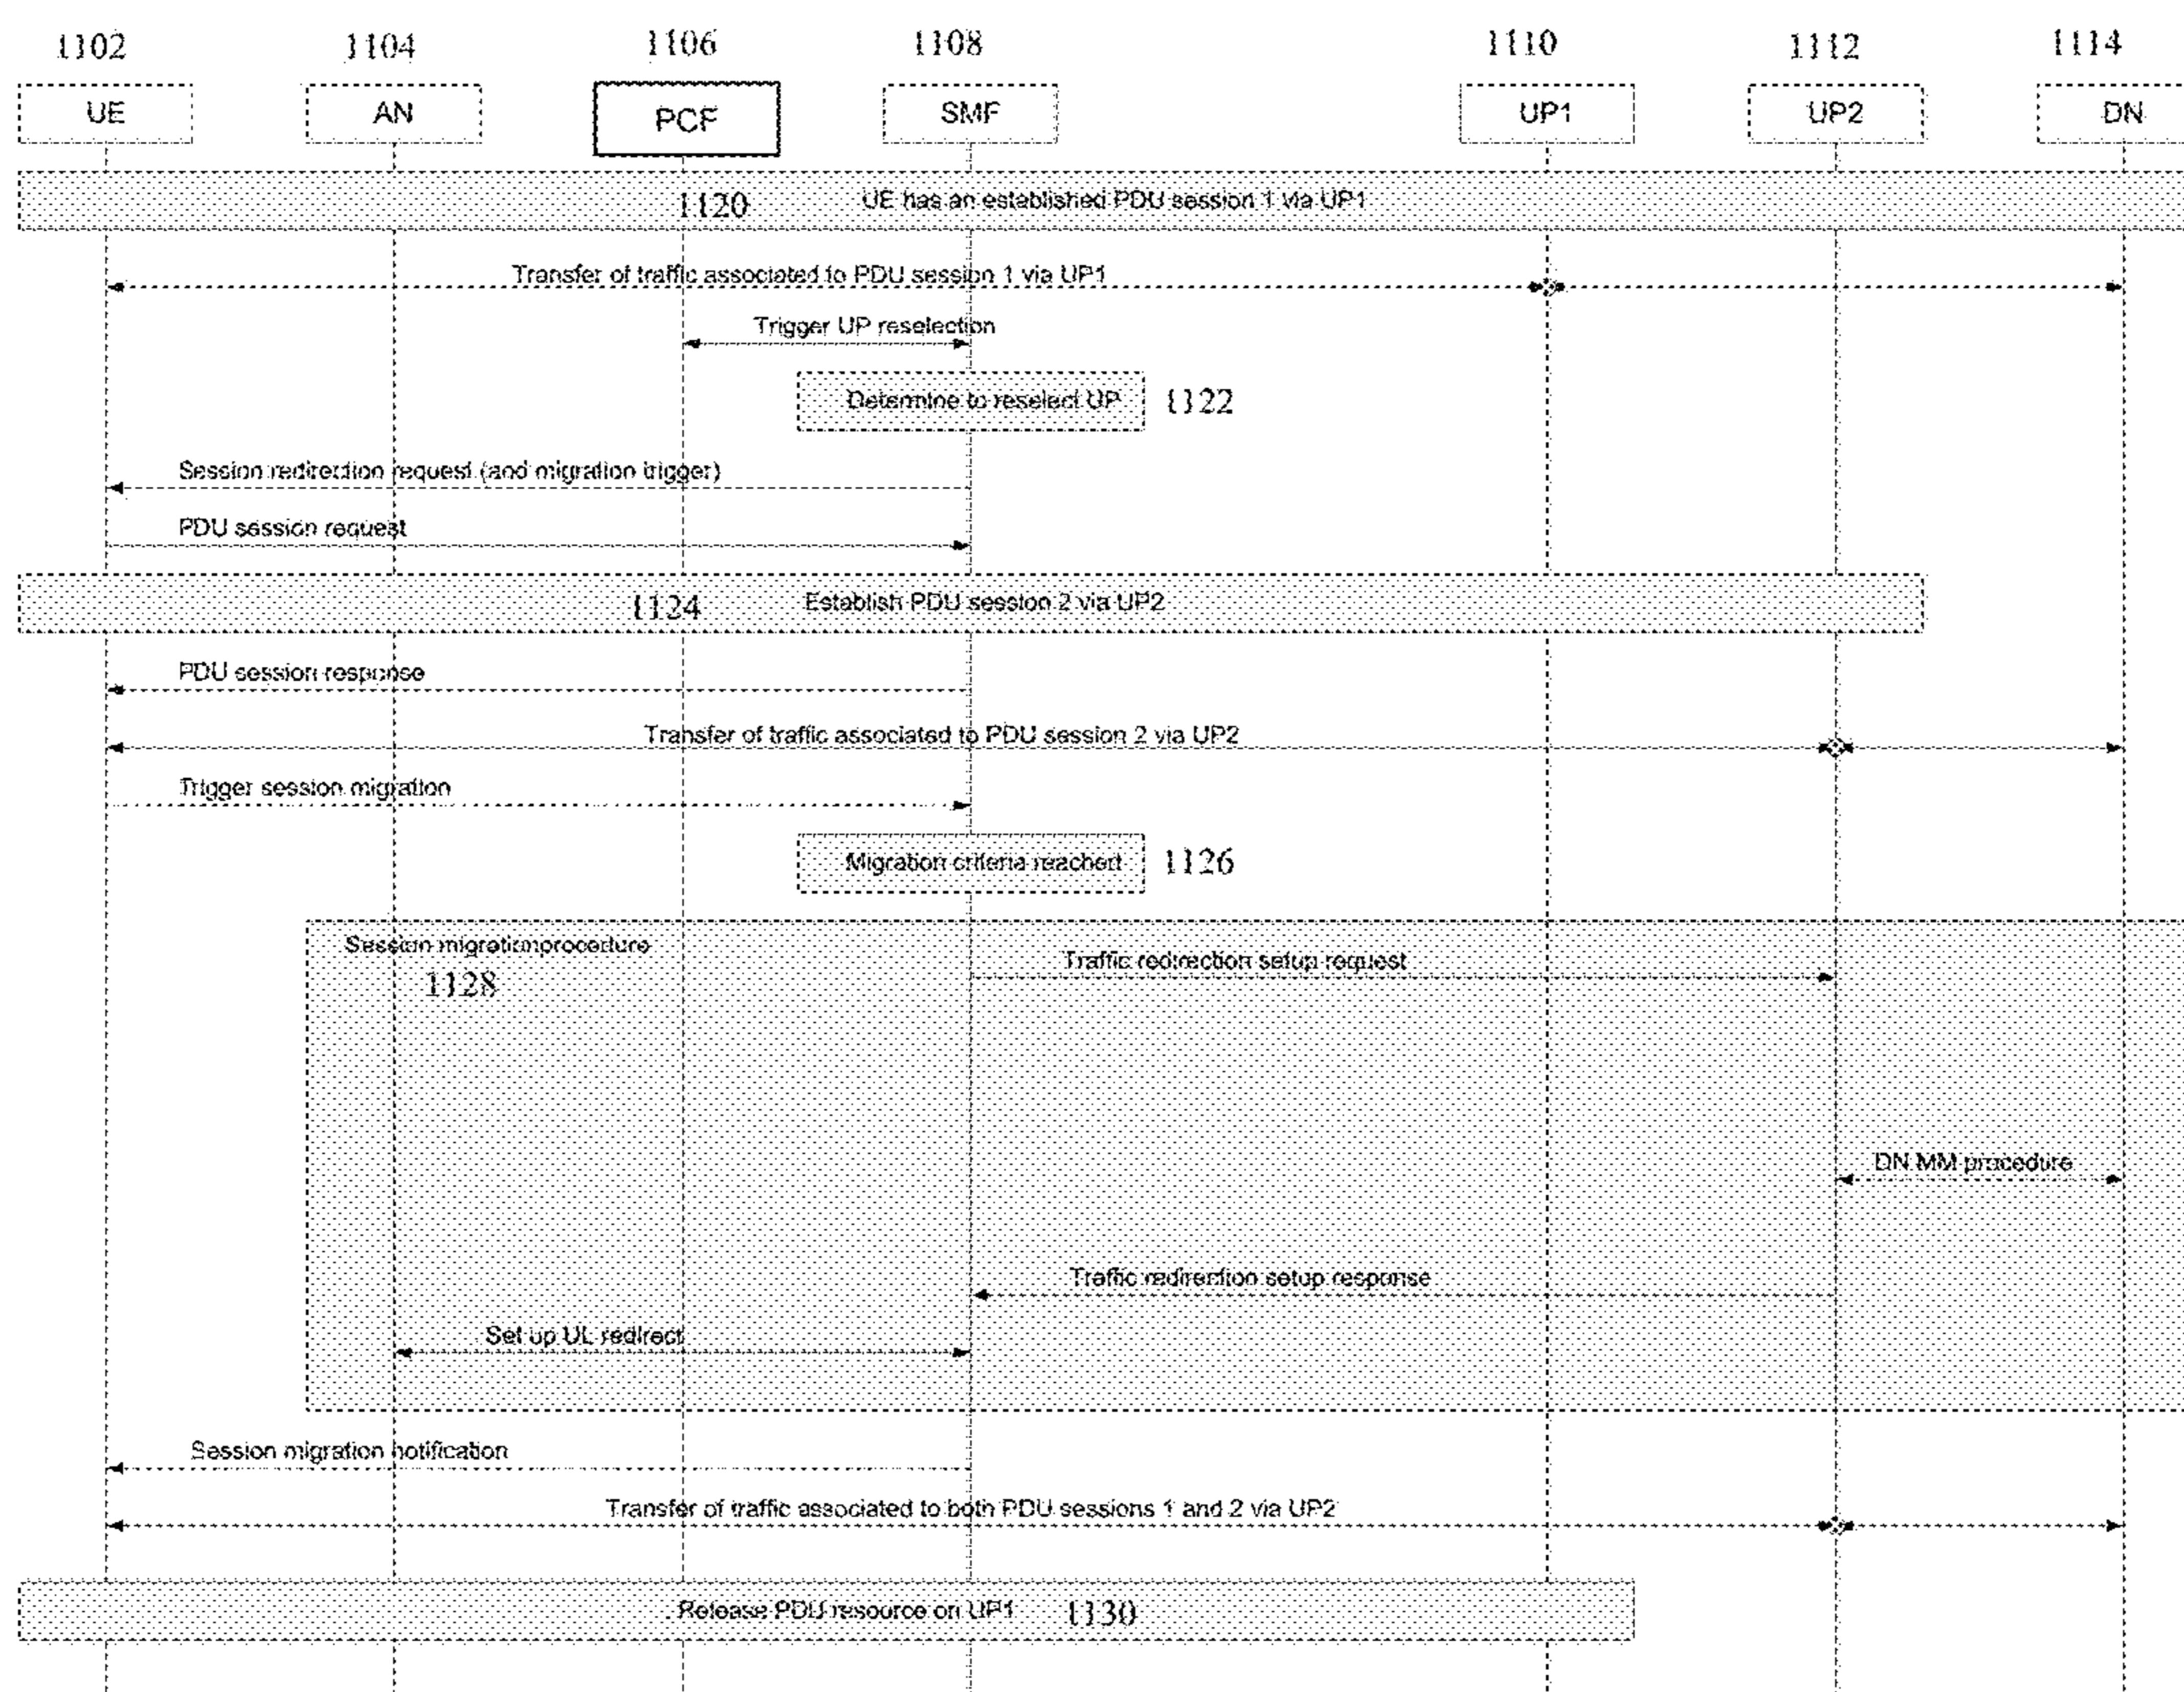 1102 1104 1106 1108 1110 1112 1114
UE AN PCF SMF UP1 UP2 DN
1120 UE has an established PDU session 1 via UP1
Transfer of traffic associated to PDU session 1 via UP1
Trigger UP reselection
Determine to reselect UP 1122
Session redirection request (and migration trigger)
PDU session request
1124 Establish PDU session 2 via UP2
PDU session response
Transfer of traffic associated to PDU session 2 via UP2
Trigger session migration
Migration criteria reached 1126
Session migrationprocedure
Traffic redirection setup request
1128
DN MM procedure
Traffic redirection setup response
Set up UL redirect
Session migration notification
Transfer of traffic associated to both PDU sessions 1 and 2 via UP2
. Release PDU resource on UP1 1130